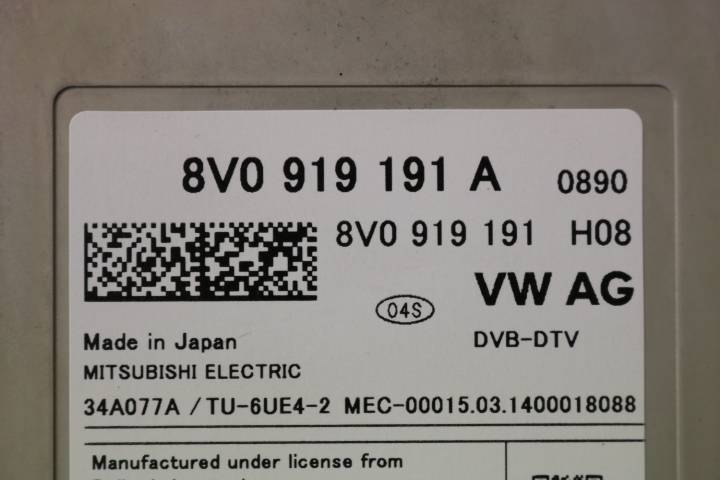 8V0 919 191 A 0890
8V0 919 191 H08
VW AG
04S
DVB-DTV
Made in Japan
MITSUBISHI ELECTRIC
34A077A / TU-6UE4-2 MEC-00015.03.1400018088
Manufactured under license from